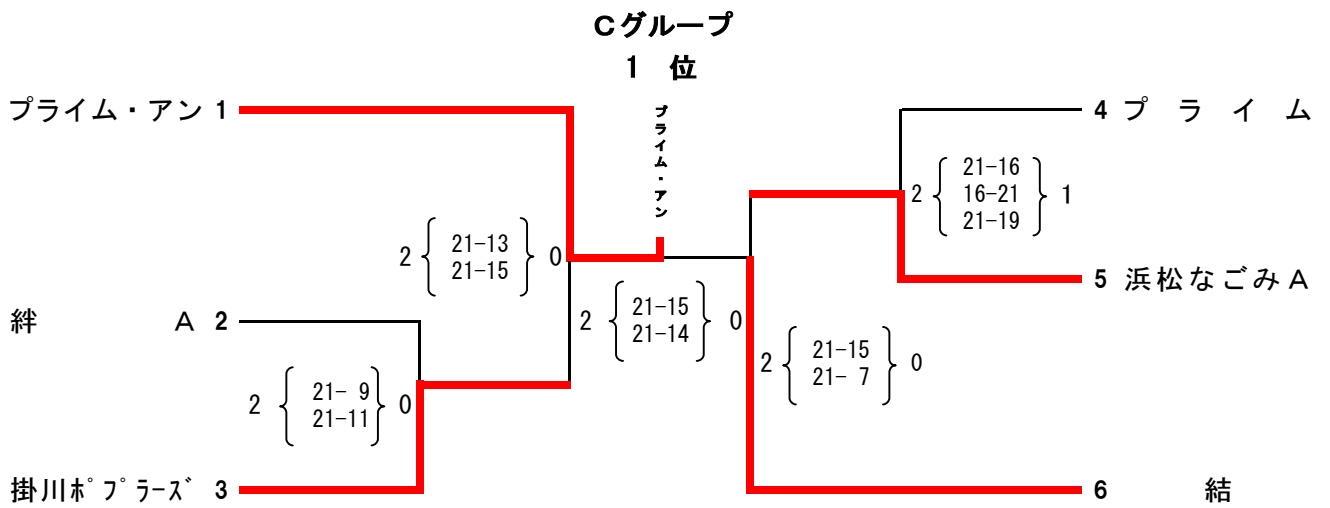 Cグループ
1 位
プライム・アン
プライム・アン 1
4 プ ラ イ ム
2 21-16 1
16-21
21-19
2 21-13 0
21-15
5 浜松なごみA
絆 A 2
2 21-15 0
21-14
2 21-15 0
21- 7
2 21- 9 0
21-11
掛川ﾎﾟﾌﾟﾗｰｽﾞ 3
6 結